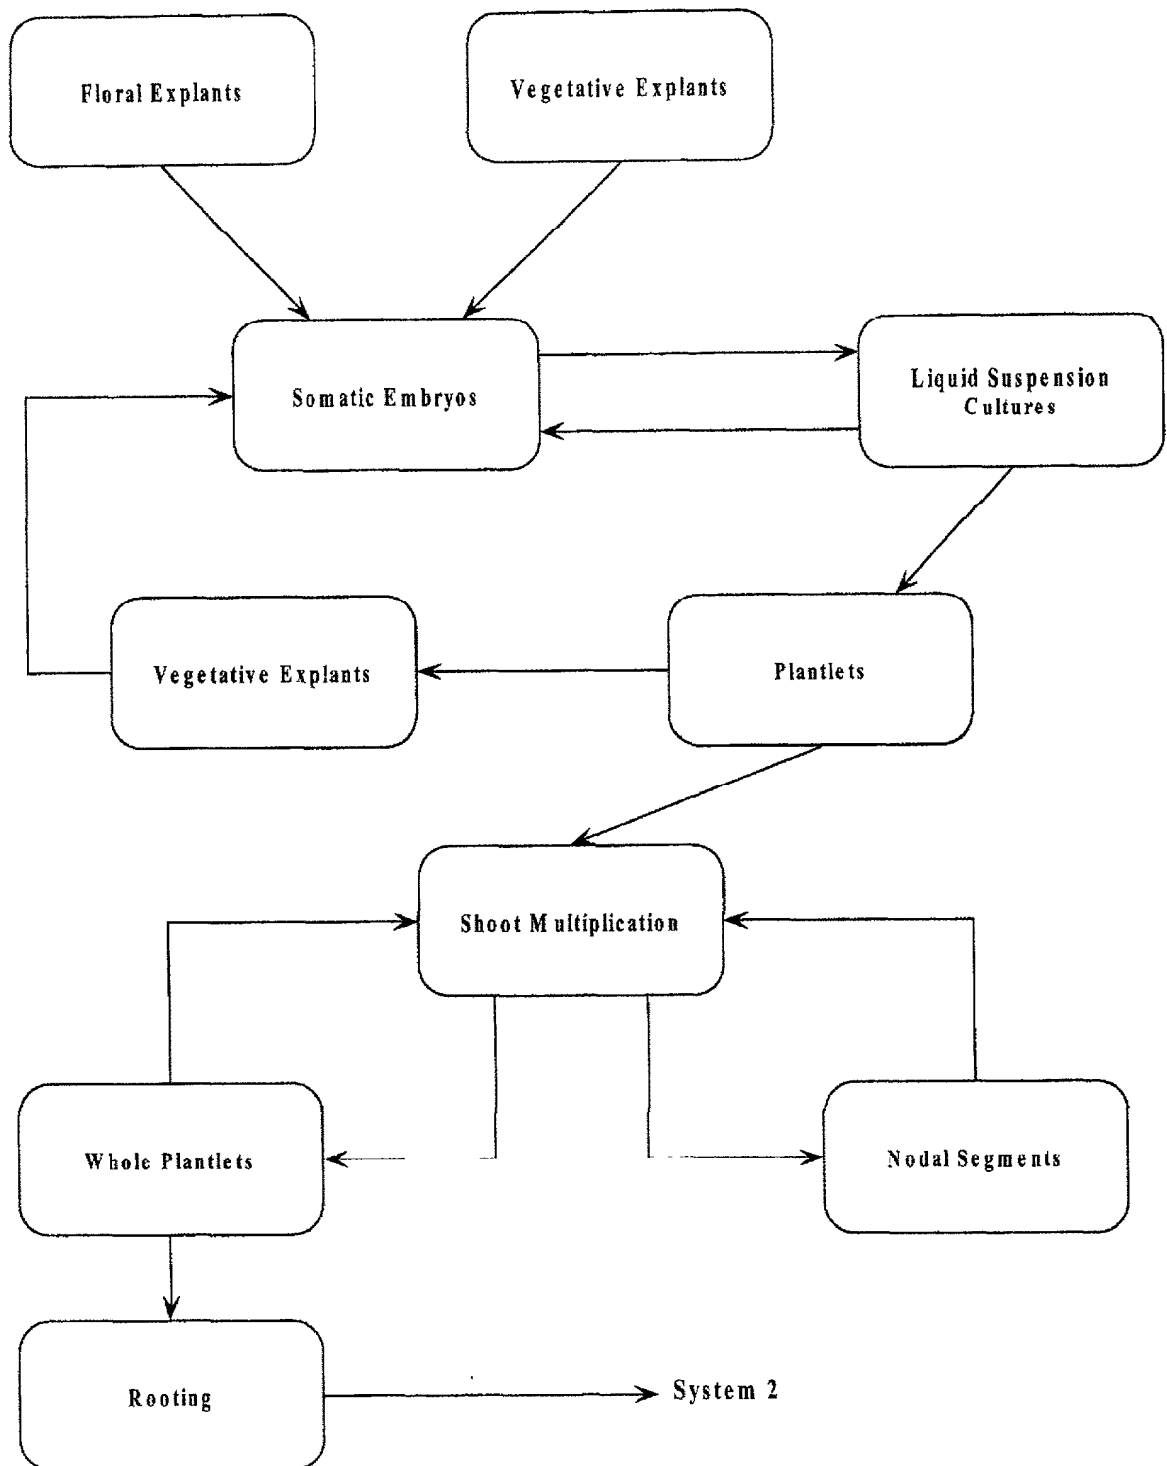 Floral Explants
Vegetative Explants
Somatic Embryos
Liquid Suspension
Cultures
Vegetative Explants
Plantlets
Shoot Multiplication
Whole Plantlets
Nodal Segments
Rooting
System 2